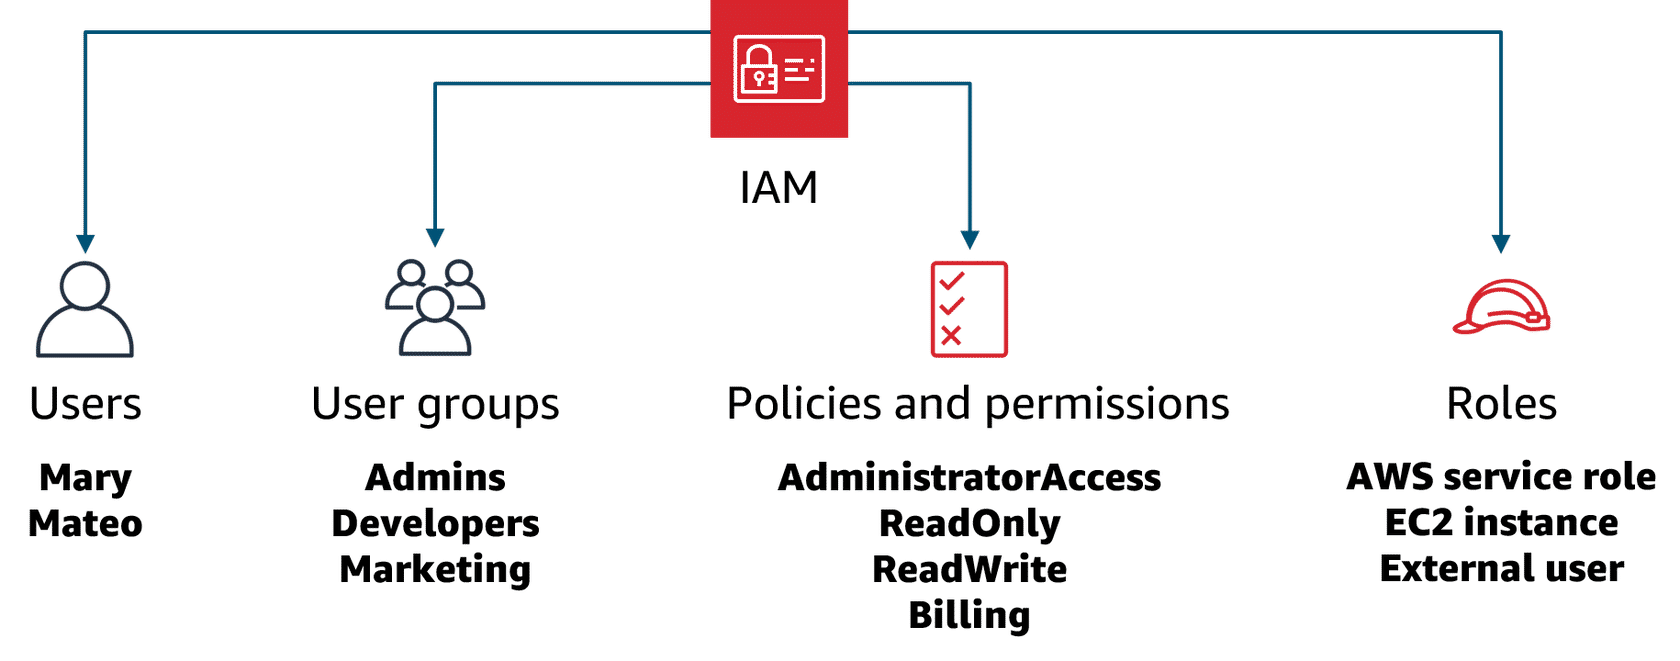 IAM
Users
Mary
Mateo
User groups
Admins
Developers
Marketing
Policies and permissions
AdministratorAccess
ReadOnly
ReadWrite
Billing
Roles
AWS service role
EC2 instance
External user